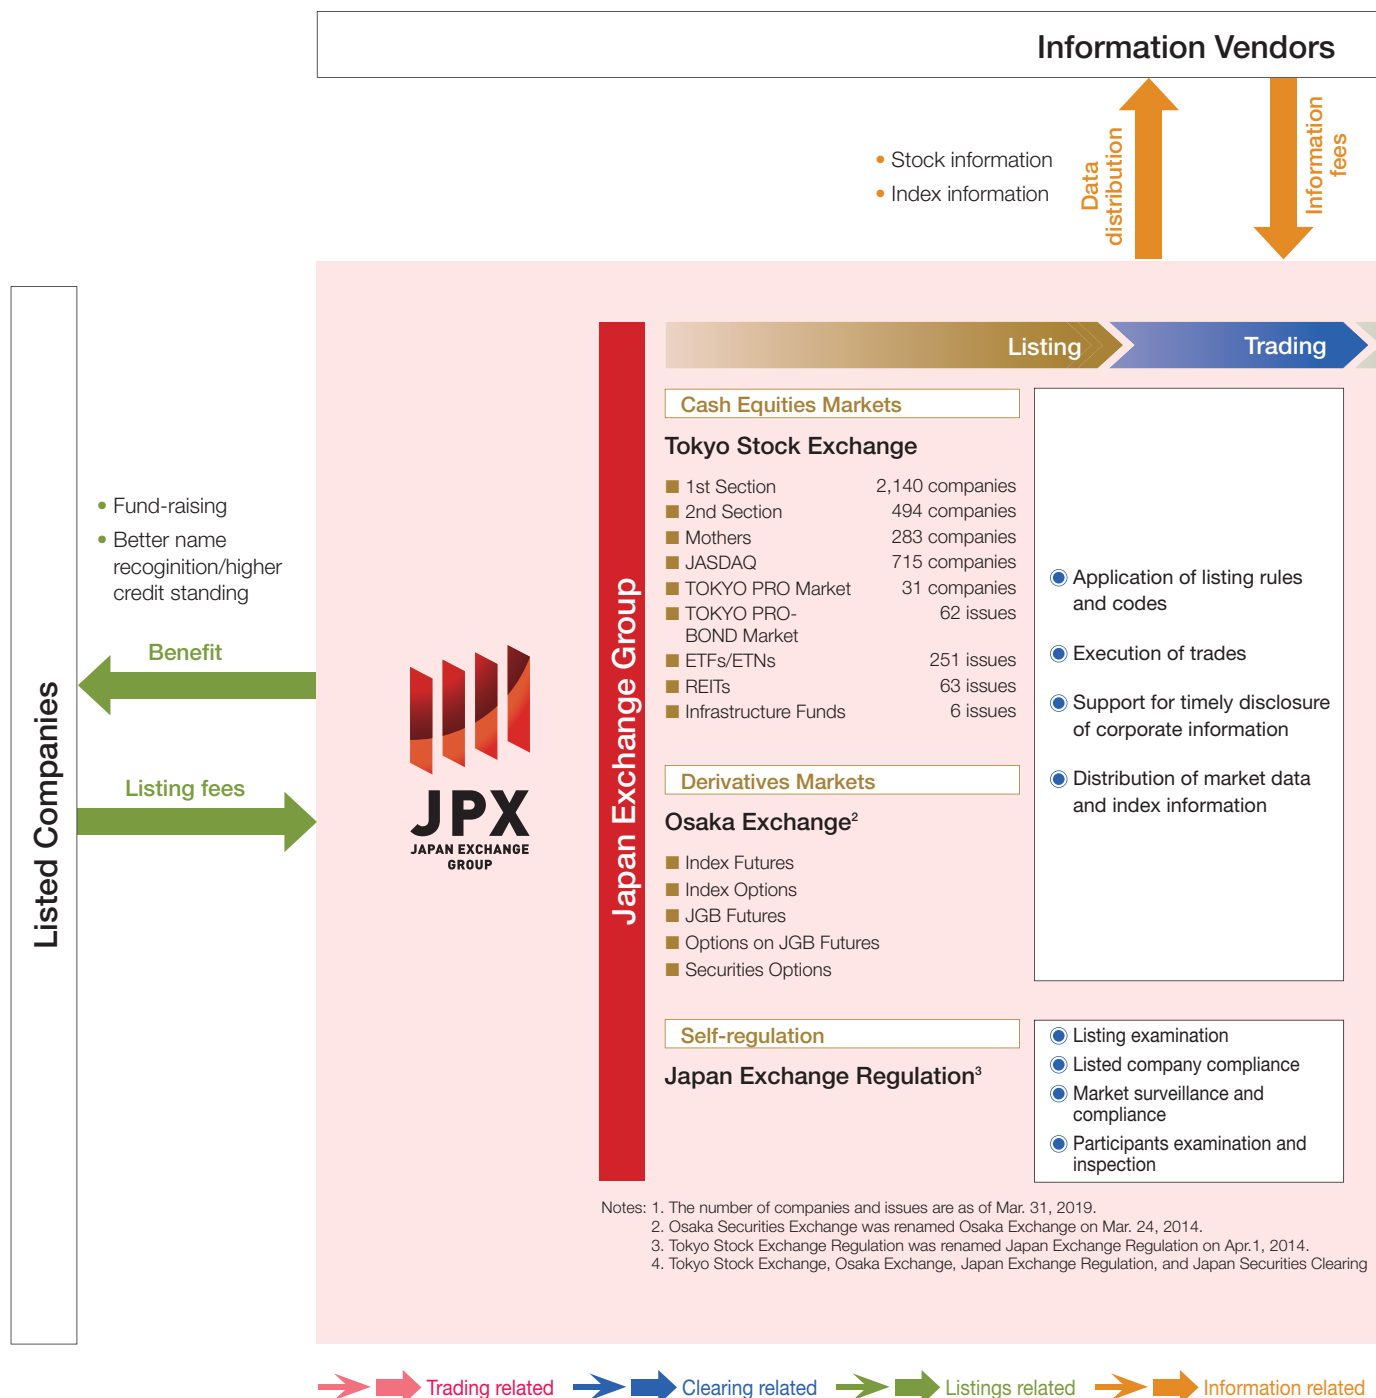 Information Vendors
• Stock information
• Index information
Data
distribution
Information
fees
Listed Companies
• Fund-raising
• Better name
recoginition/higher
credit standing
Benefit
Listing fees
JPX
JAPAN EXCHANGE
GROUP
Japan Exchange Group
Listing
Trading
Cash Equities Markets
Tokyo Stock Exchange
■ 1st Section 2,140 companies
■ 2nd Section 494 companies
■ Mothers 283 companies
■ JASDAQ 715 companies
■ TOKYO PRO Market 31 companies
■ TOKYO PRO- 62 issues
BOND Market
■ ETFs/ETNs 251 issues
■ REITs 63 issues
■ Infrastructure Funds 6 issues
Derivatives Markets
Osaka Exchange²
■ Index Futures
■ Index Options
■ JGB Futures
■ Options on JGB Futures
■ Securities Options
Self-regulation
Japan Exchange Regulation³
Application of listing rules
and codes
Execution of trades
Support for timely disclosure
of corporate information
Distribution of market data
and index information
Listing examination
Listed company compliance
Market surveillance and
compliance
Participants examination and
inspection
Notes: 1. The number of companies and issues are as of Mar. 31, 2019.
2. Osaka Securities Exchange was renamed Osaka Exchange on Mar. 24, 2014.
3. Tokyo Stock Exchange Regulation was renamed Japan Exchange Regulation on Apr.1, 2014.
4. Tokyo Stock Exchange, Osaka Exchange, Japan Exchange Regulation, and Japan Securities Clearing
Trading related
Clearing related
Listings related
Information related